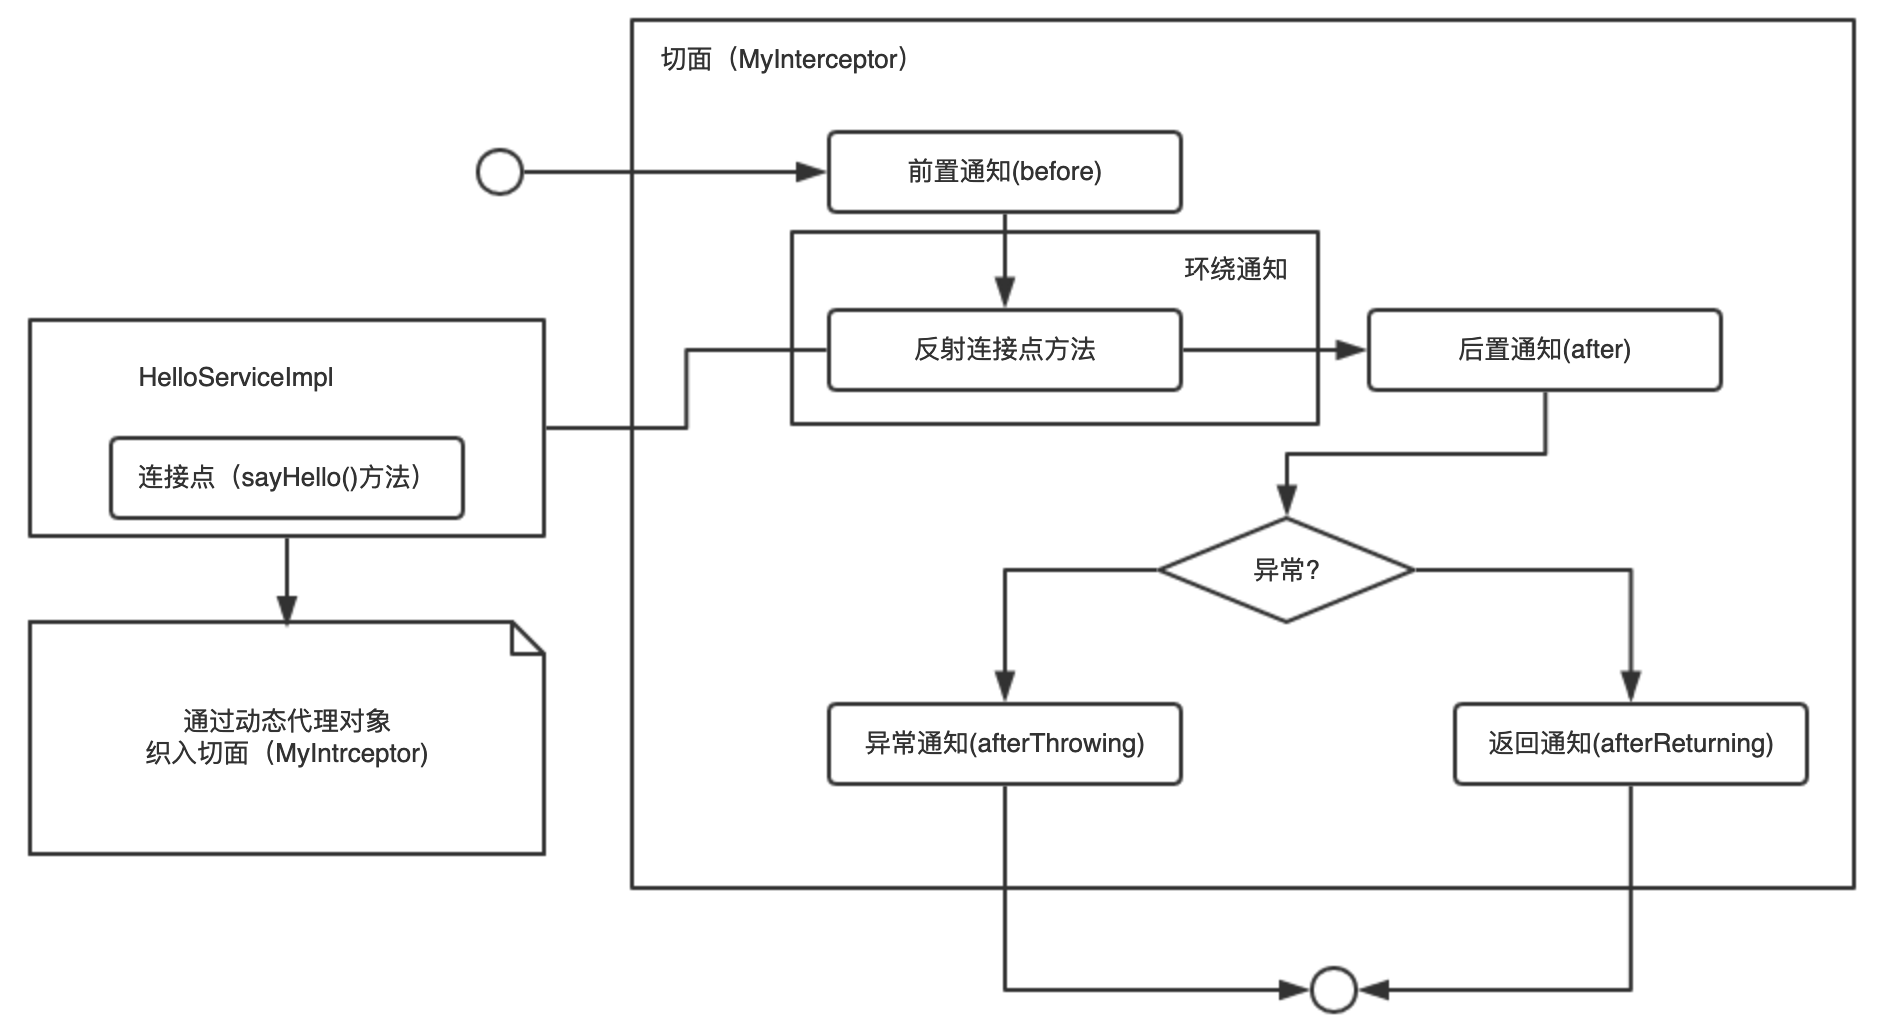 切面（MyInterceptor）
前置通知(before)
环绕通知
反射连接点方法
后置通知(after)
HelloServiceImpl
连接点（sayHello()方法）
异常?
通过动态代理对象
织入切面（MyIntrceptor)
异常通知(afterThrowing)
返回通知(afterReturning)